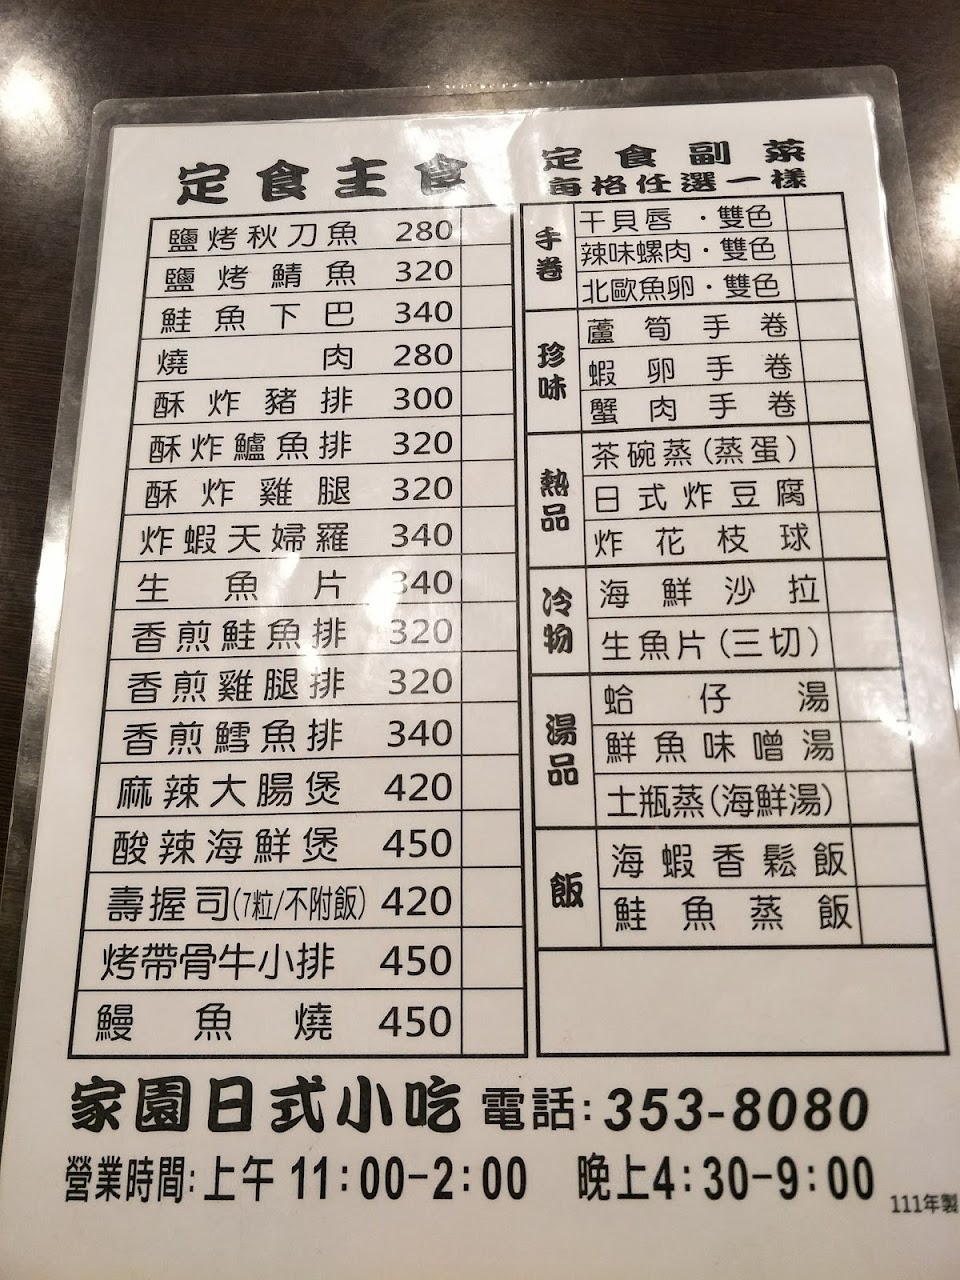 定食主食
鹽烤秋刀魚 280
鹽烤鯖魚 320
鮭魚下巴 340
燒肉 280
酥炸豬排 300
酥炸鱸魚排 320
酥炸雞腿 320
炸蝦天婦羅 340
生魚片 340
香煎鮭魚排 320
香煎雞腿排 320
香煎鱈魚排 340
麻辣大腸煲 420
酸辣海鮮煲 450
壽握司(7粒/不附飯) 420
烤帶骨牛小排 450
鰻魚燒 450
定食副菜
每格任選一樣
手卷
干貝唇·雙色
辣味螺肉·雙色
北歐魚卵·雙色
珍味
蘆筍手卷
蝦卵手卷
蟹肉手卷
熱品
茶碗蒸(蒸蛋)
日式炸豆腐
炸花枝球
冷物
海鮮沙拉
生魚片(三切)
湯品
蛤仔湯
鮮魚味噌湯
土瓶蒸(海鮮湯)
飯
海蝦香鬆飯
鮭魚蒸飯
家園日式小吃 電話:353-8080
營業時間:上午 11:00-2:00 晚上4:30-9:00
111年製